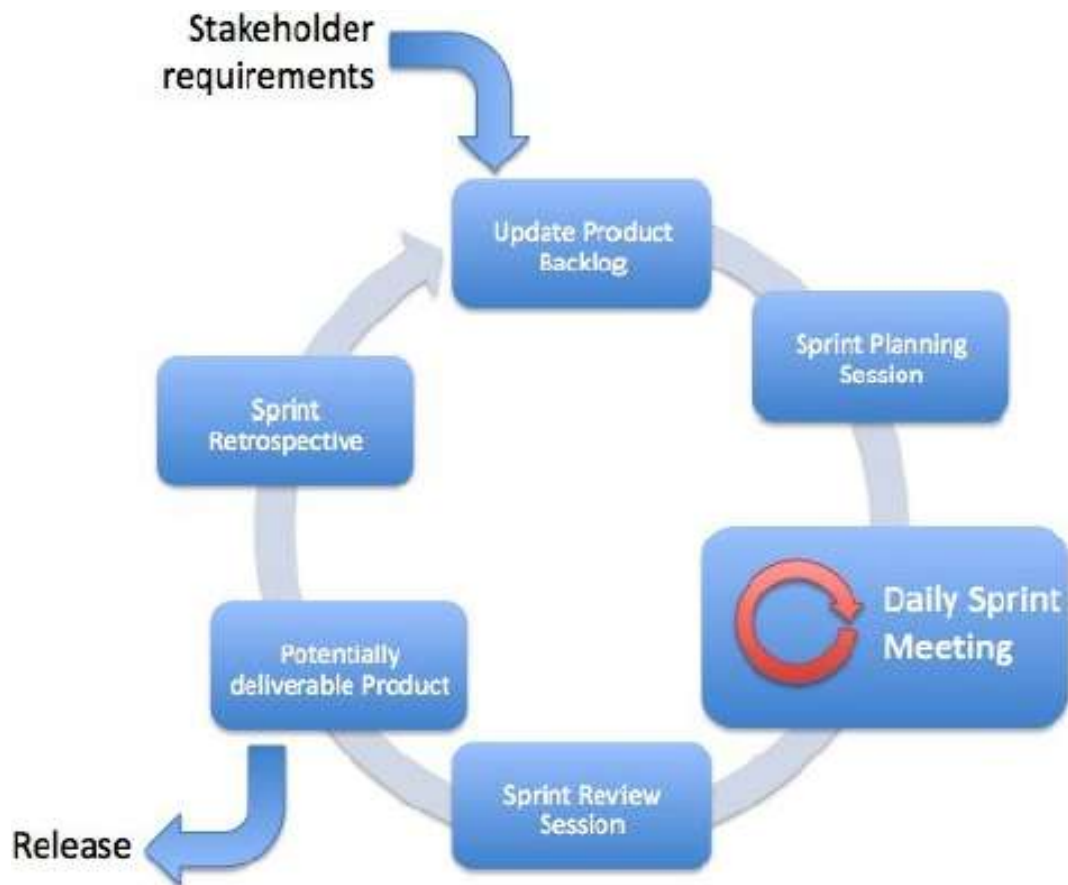 Stakeholder
requirements
Update Product
Backlog
Sprint Planning
Session
Daily Sprint
Meeting
Sprint Review
Session
Potentially
deliverable Product
Release
Sprint
Retrospective